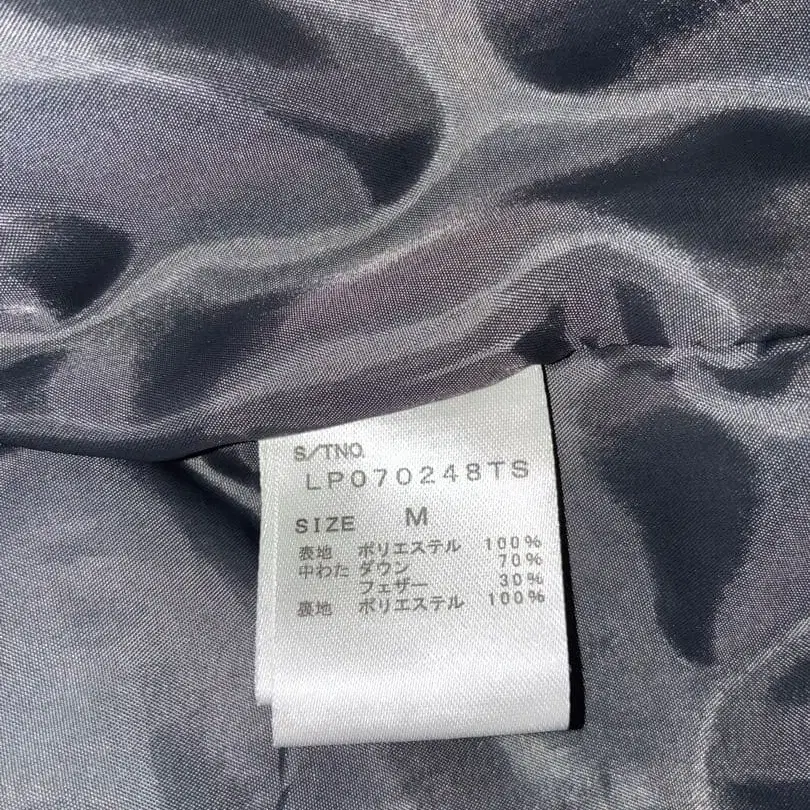 S/TNO.
LP070248TS
SIZE M
表地 ポリエステル 100%
中わた ダウン 70%
フェザー 30%
裏地 ポリエステル 100%